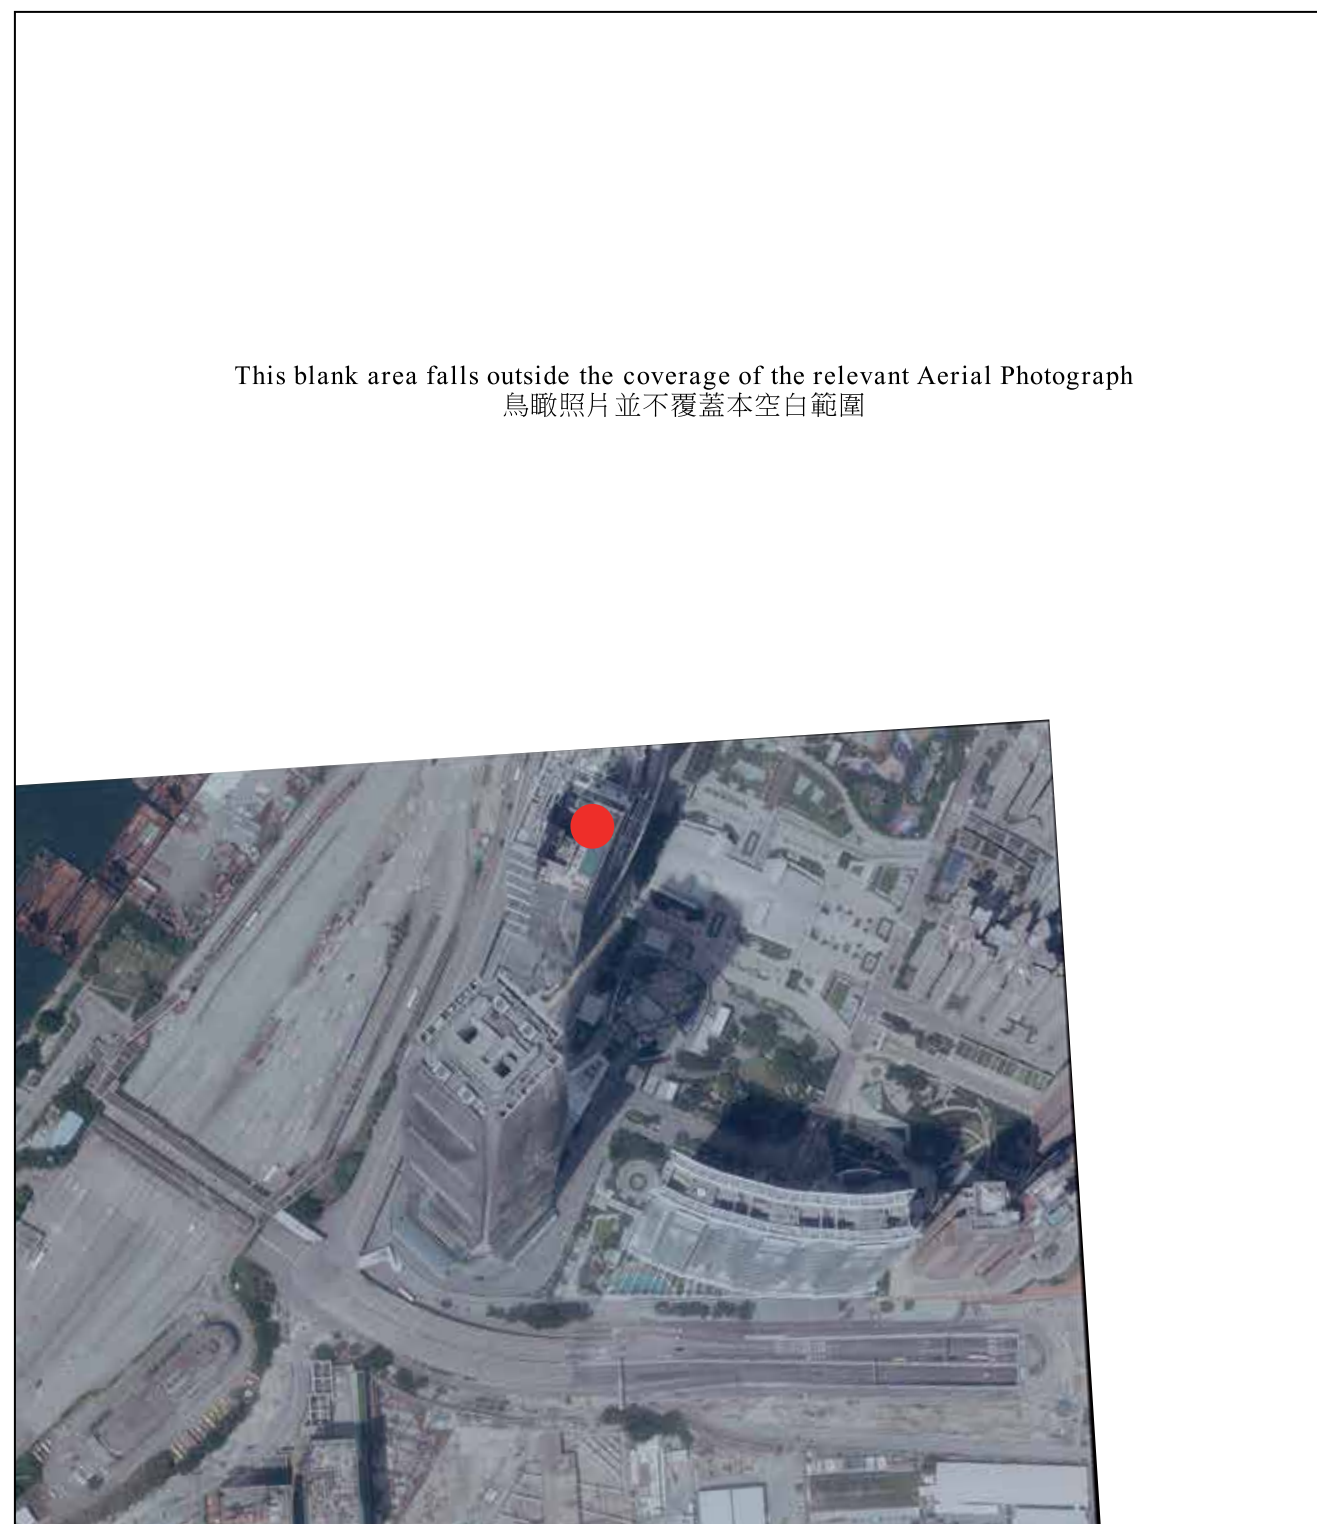 This blank area falls outside the coverage of the relevant Aerial Photograph
鳥瞰照片並不覆蓋本空白範圍